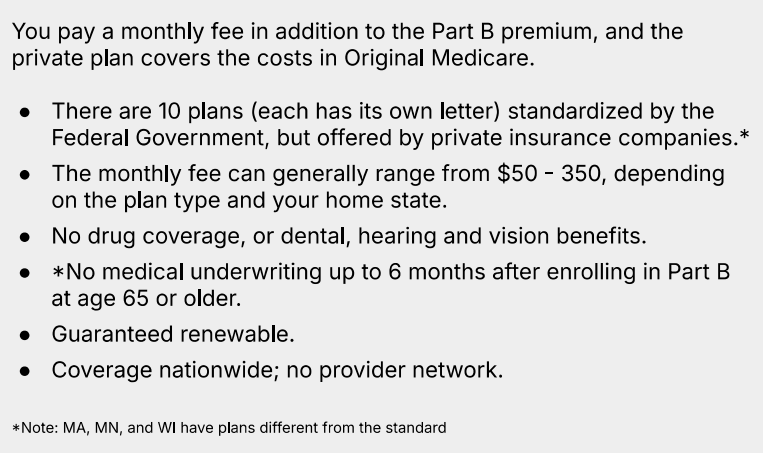 You pay a monthly fee in addition to the Part B premium, and the
private plan covers the costs in Original Medicare.
● There are 10 plans (each has its own letter) standardized by the
Federal Government, but offered by private insurance companies.*
● The monthly fee can generally range from $50 - 350, depending
on the plan type and your home state.
● No drug coverage, or dental, hearing and vision benefits.
● *No medical underwriting up to 6 months after enrolling in Part B
at age 65 or older.
● Guaranteed renewable.
● Coverage nationwide; no provider network.
*Note: MA, MN, and WI have plans different from the standard